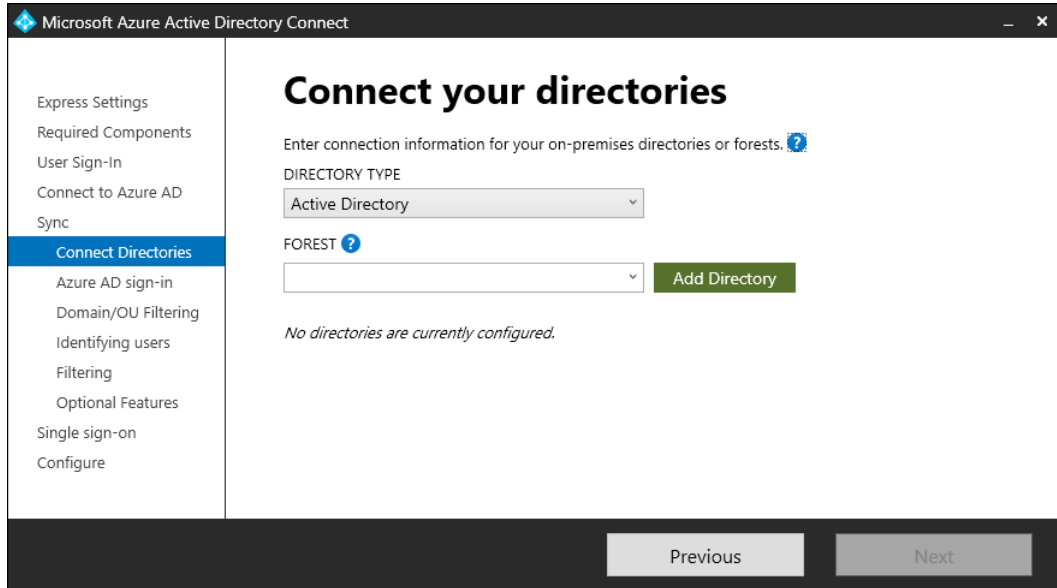 Microsoft Azure Active Directory Connect
Express Settings
Required Components
User Sign-In
Connect to Azure AD
Sync
Connect Directories
Azure AD sign-in
Domain/OU Filtering
Identifying users
Filtering
Optional Features
Single sign-on
Configure
Connect your directories
Enter connection information for your on-premises directories or forests. ?
DIRECTORY TYPE
Active Directory
FOREST ?
Add Directory
No directories are currently configured.
Previous
Next